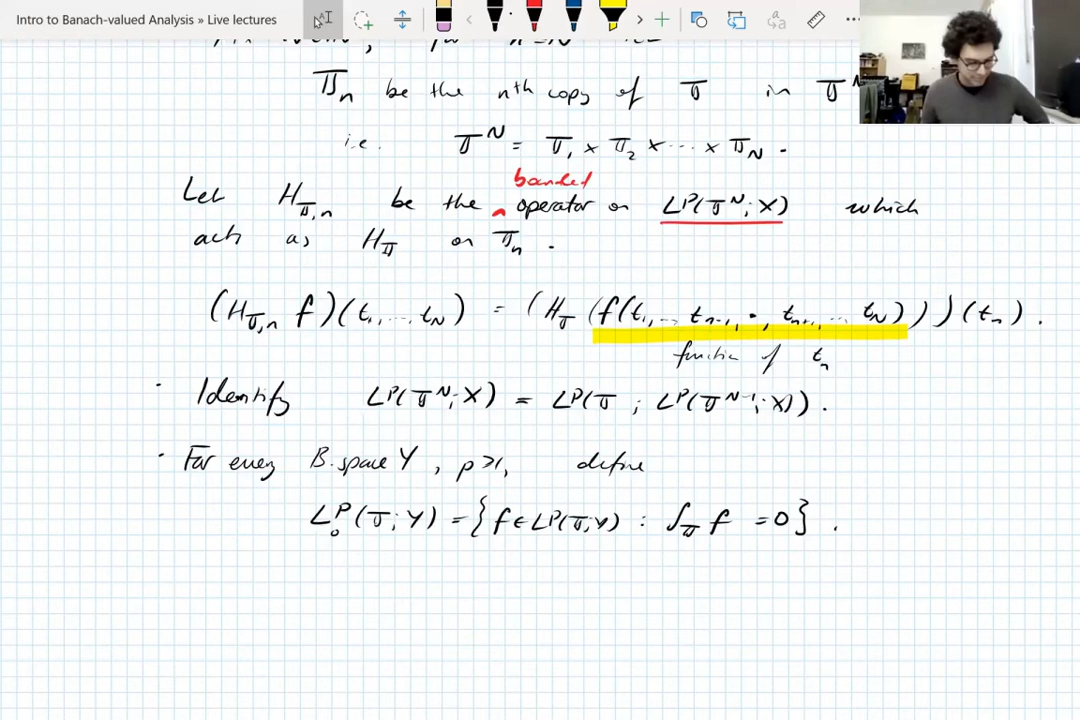 Intro to Banach-valued Analysis » Live lectures
𝕋ₙ be the nth copy of 𝕋 in 𝕋ᴺ
i.e. 𝕋ᴺ = 𝕋₁ × 𝕋₂ × ... × 𝕋_N .
bounded
Let H_{𝕋,n} be the ‸ operator on Lᵖ(𝕋ᴺ; X) which
acts as H_𝕋 on 𝕋ₙ .
(H_{𝕋,n} f)(t₁, ... t_N) = (H_𝕋 (f(t₁, ..., t_{n-1}, •, t_{n+1}, ... t_N)))(tₙ) .
function of tₙ
· Identify Lᵖ(𝕋ᴺ; X) = Lᵖ(𝕋 ; Lᵖ(𝕋ᴺ⁻¹; X)) .
· For every B. space Y , p ≥ 1, define
L₀ᵖ(𝕋; Y) = {f ∈ Lᵖ(𝕋; Y) : ∫_𝕋 f = 0} .